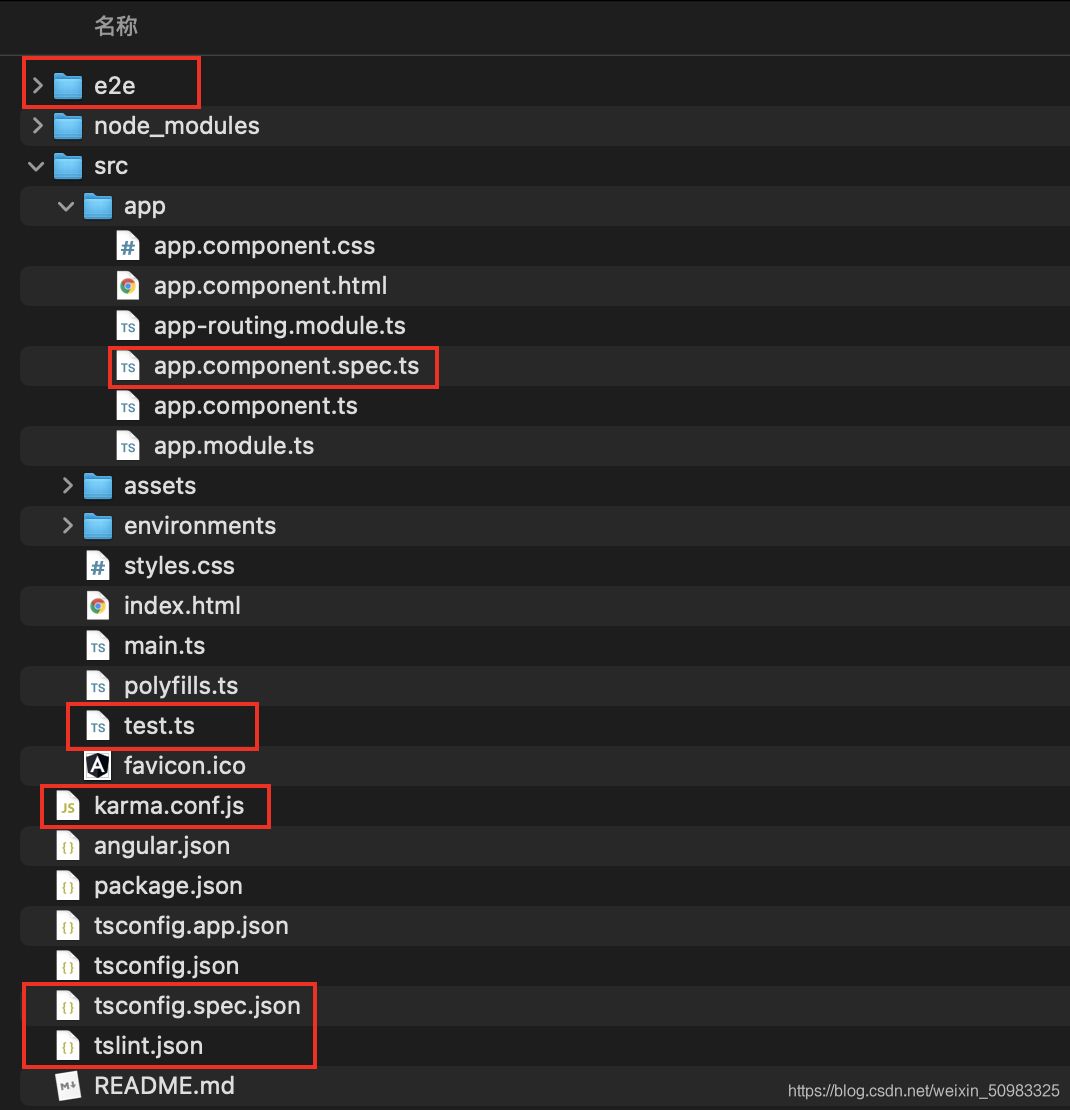 名称
e2e
node_modules
src
app
app.component.css
app.component.html
app-routing.module.ts
app.component.spec.ts
app.component.ts
app.module.ts
assets
environments
styles.css
index.html
main.ts
polyfills.ts
test.ts
favicon.ico
karma.conf.js
angular.json
package.json
tsconfig.app.json
tsconfig.json
tsconfig.spec.json
tslint.json
README.md
https://blog.csdn.net/weixin_50983325